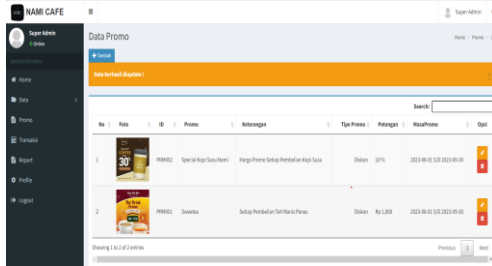 NAMI CAFE
Super Admin
Super Admin
Online
Data Promo
Home
Promo
+ Tambah
Data berhasil diupdate !
Home
Data
Promo
Transaksi
Report
Profile
Logout
Search:
No Foto ID Promo Keterangan Tipe Promo Potongan MasaPromo Opsi
1 30% PRM002 Special Kopi Susu Nami Harga Promo Setiap Pembelian Kopi Susu Diskon 10% 2023-08-01 S/D 2023-09-30
2 PRM001 Sweetea Setiap Pembelian Teh Manis Panas Diskon Rp 1,000 2023-08-01 S/D 2023-09-30
Showing 1 to 2 of 2 entries
Previous 1 Next